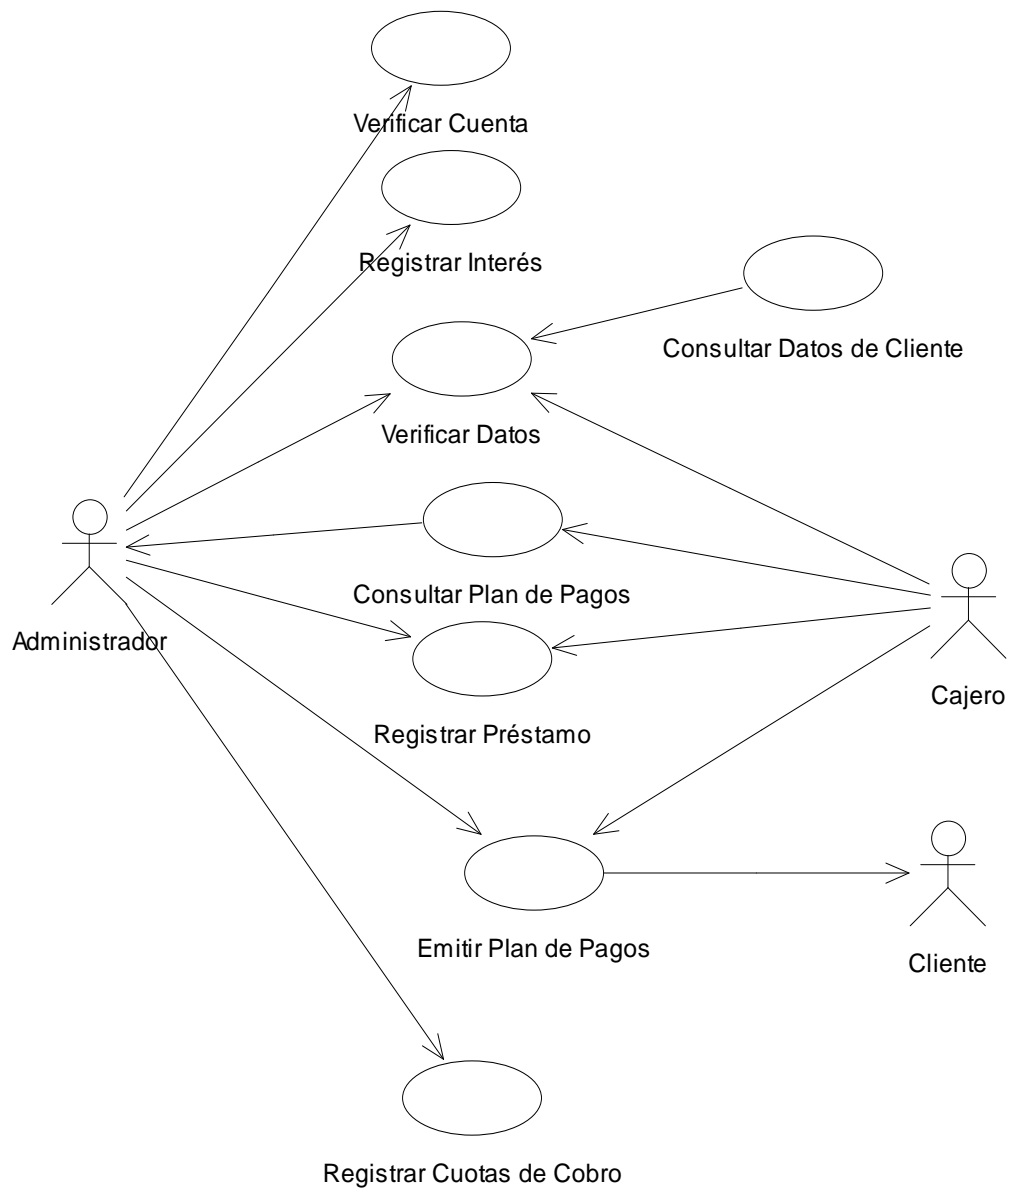 Verificar Cuenta
Registrar Interés
Consultar Datos de Cliente
Verificar Datos
Consultar Plan de Pagos
Administrador
Cajero
Registrar Préstamo
Emitir Plan de Pagos
Cliente
Registrar Cuotas de Cobro